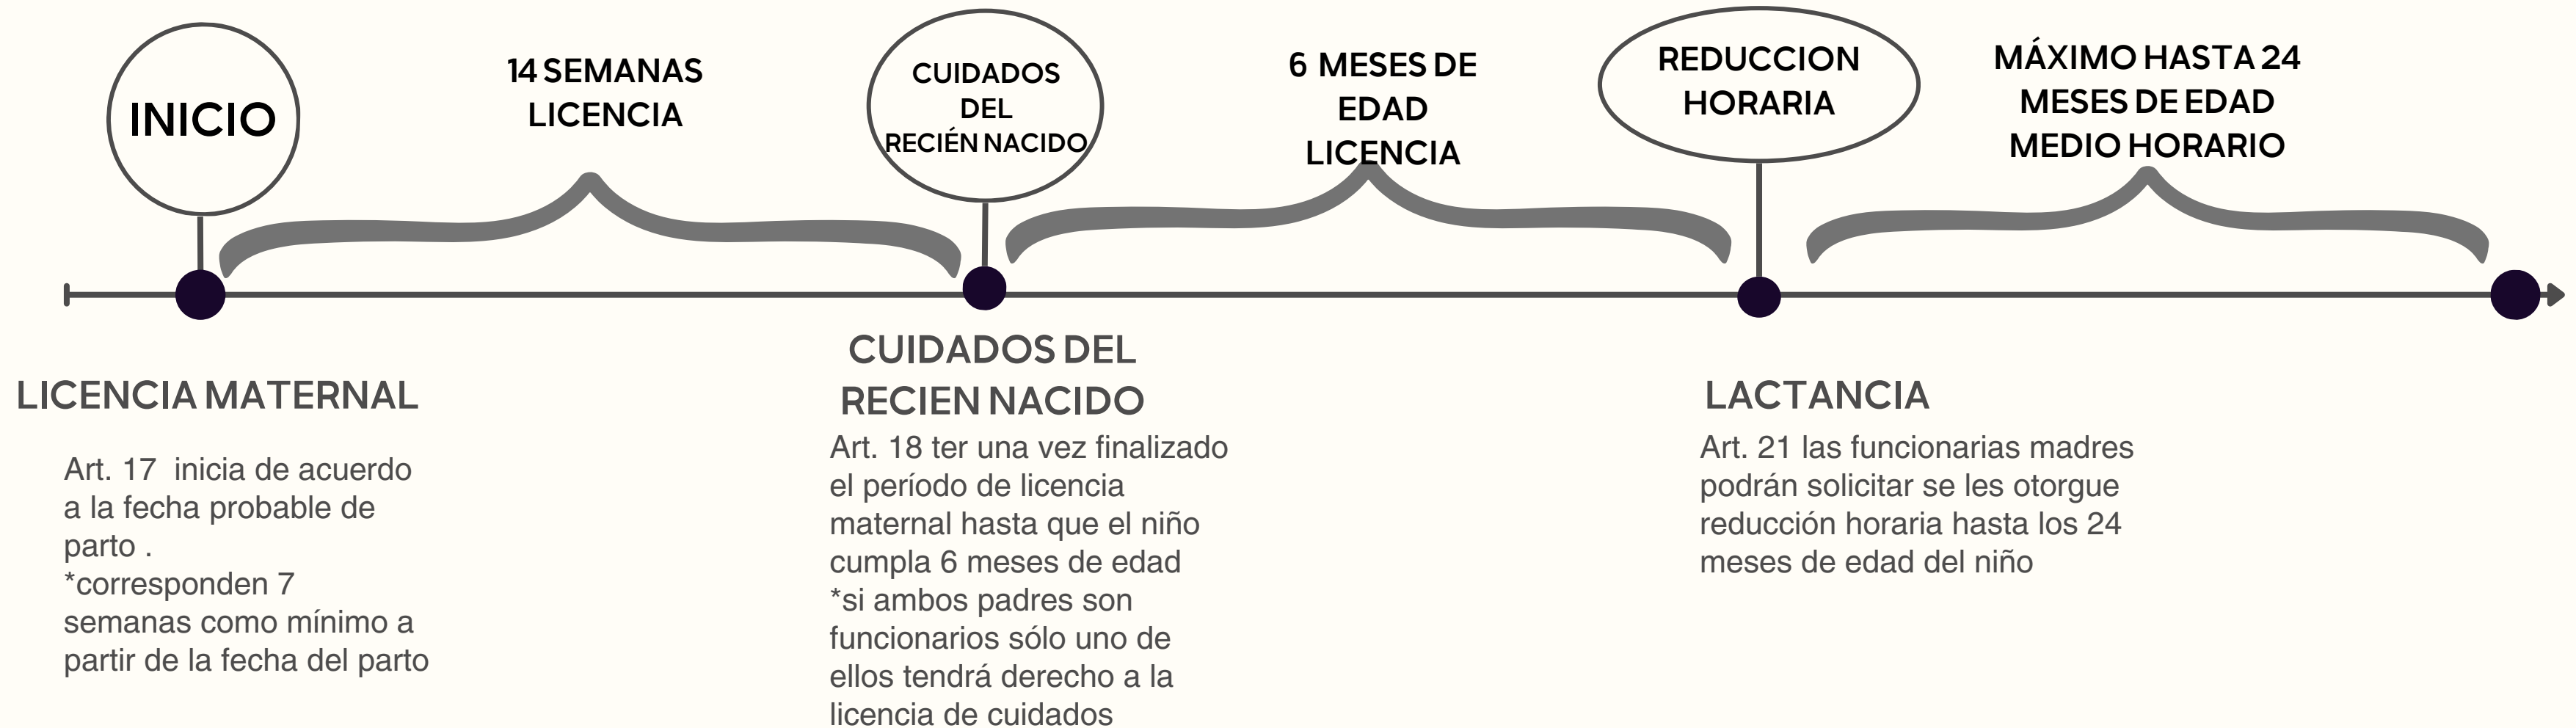 INICIO
14 SEMANAS
LICENCIA
CUIDADOS
DEL
RECIÉN NACIDO
6 MESES DE
EDAD
LICENCIA
REDUCCION
HORARIA
MÁXIMO HASTA 24
MESES DE EDAD
MEDIO HORARIO
LICENCIA MATERNAL
Art. 17 inicia de acuerdo
a la fecha probable de
parto .
*corresponden 7
semanas como mínimo a
partir de la fecha del parto
CUIDADOS DEL
RECIEN NACIDO
Art. 18 ter una vez finalizado
el período de licencia
maternal hasta que el niño
cumpla 6 meses de edad
*si ambos padres son
funcionarios sólo uno de
ellos tendrá derecho a la
licencia de cuidados
LACTANCIA
Art. 21 las funcionarias madres
podrán solicitar se les otorgue
reducción horaria hasta los 24
meses de edad del niño